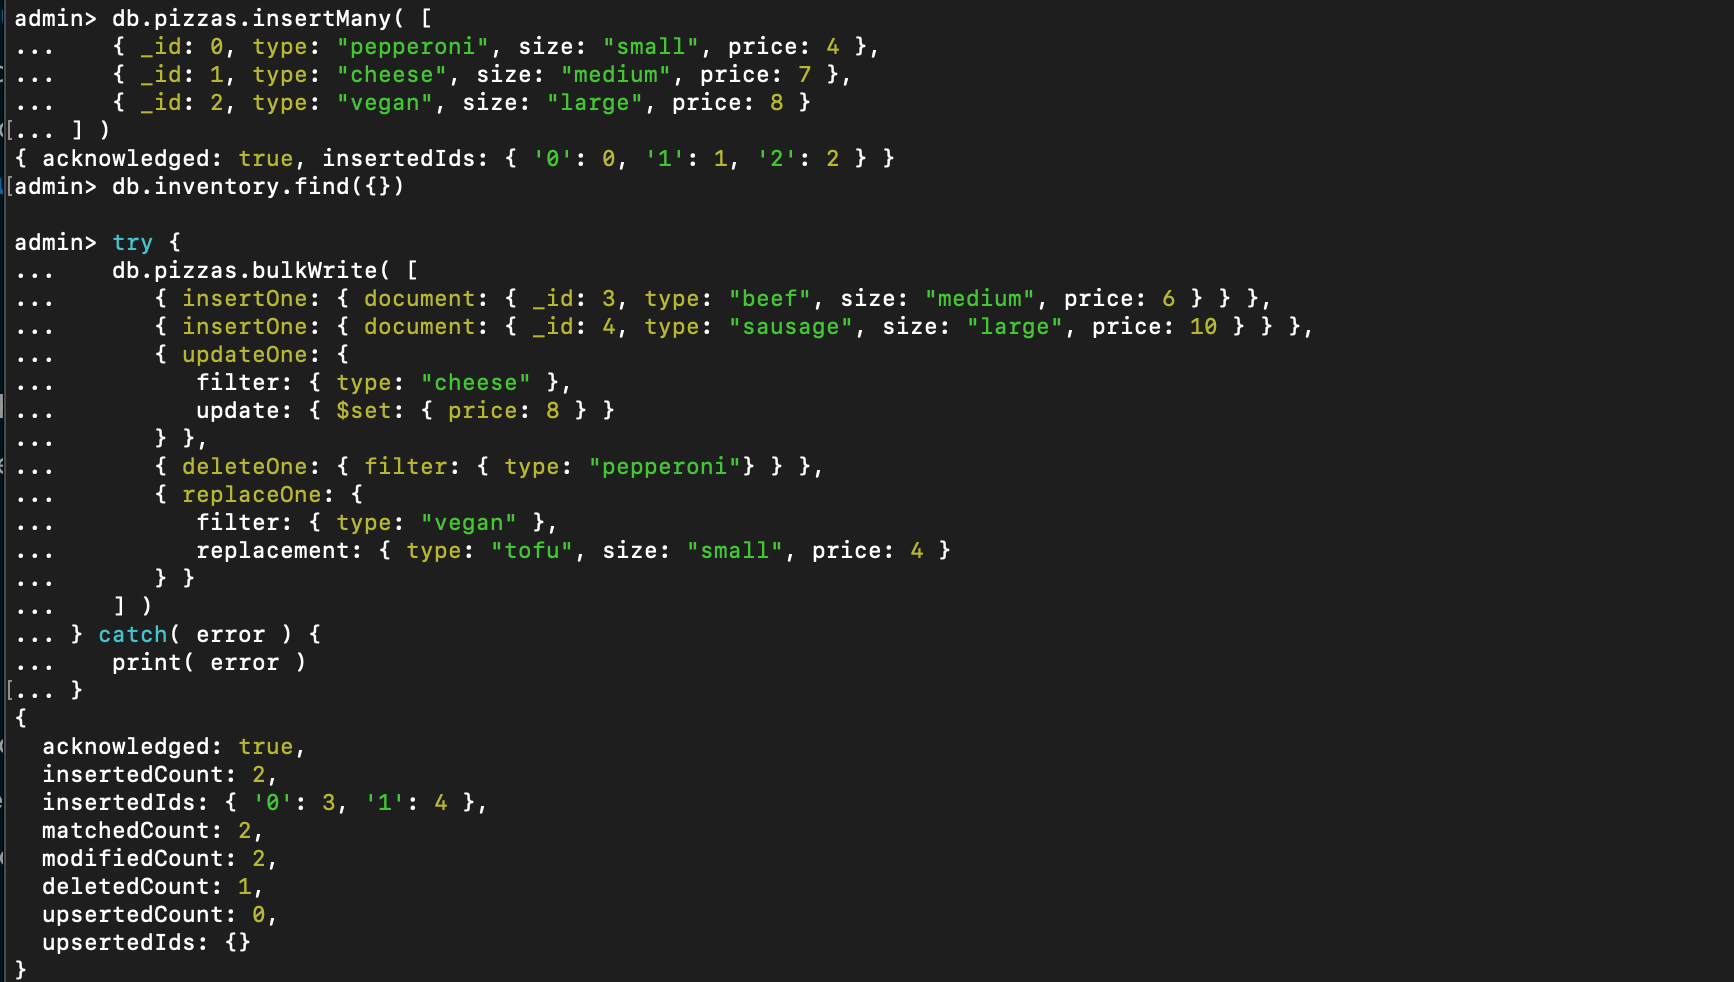 admin> db.pizzas.insertMany( [
...    { _id: 0, type: "pepperoni", size: "small", price: 4 },
...    { _id: 1, type: "cheese", size: "medium", price: 7 },
...    { _id: 2, type: "vegan", size: "large", price: 8 }
[... ] )
{ acknowledged: true, insertedIds: { '0': 0, '1': 1, '2': 2 } }
[admin> db.inventory.find({})

admin> try {
...    db.pizzas.bulkWrite( [
...       { insertOne: { document: { _id: 3, type: "beef", size: "medium", price: 6 } } },
...       { insertOne: { document: { _id: 4, type: "sausage", size: "large", price: 10 } } },
...       { updateOne: {
...          filter: { type: "cheese" },
...          update: { $set: { price: 8 } }
...       } },
...       { deleteOne: { filter: { type: "pepperoni"} } },
...       { replaceOne: {
...          filter: { type: "vegan" },
...          replacement: { type: "tofu", size: "small", price: 4 }
...       } }
...    ] )
... } catch( error ) {
...    print( error )
[... }
{
  acknowledged: true,
  insertedCount: 2,
  insertedIds: { '0': 3, '1': 4 },
  matchedCount: 2,
  modifiedCount: 2,
  deletedCount: 1,
  upsertedCount: 0,
  upsertedIds: {}
}